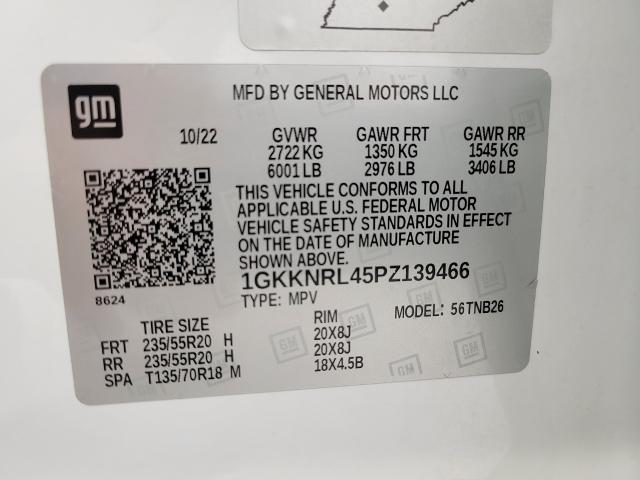 gm
MFD BY GENERAL MOTORS LLC
10/22 GVWR GAWR FRT GAWR RR
2722 KG 1350 KG 1545 KG
6001 LB 2976 LB 3406 LB
THIS VEHICLE CONFORMS TO ALL
APPLICABLE U.S. FEDERAL MOTOR
VEHICLE SAFETY STANDARDS IN EFFECT
ON THE DATE OF MANUFACTURE
SHOWN ABOVE.
8624
1GKKNRL45PZ139466
TYPE: MPV MODEL: 56TNB26
TIRE SIZE RIM
FRT 235/55R20 H 20X8J
RR 235/55R20 H 20X8J
SPA T135/70R18 M 18X4.5B